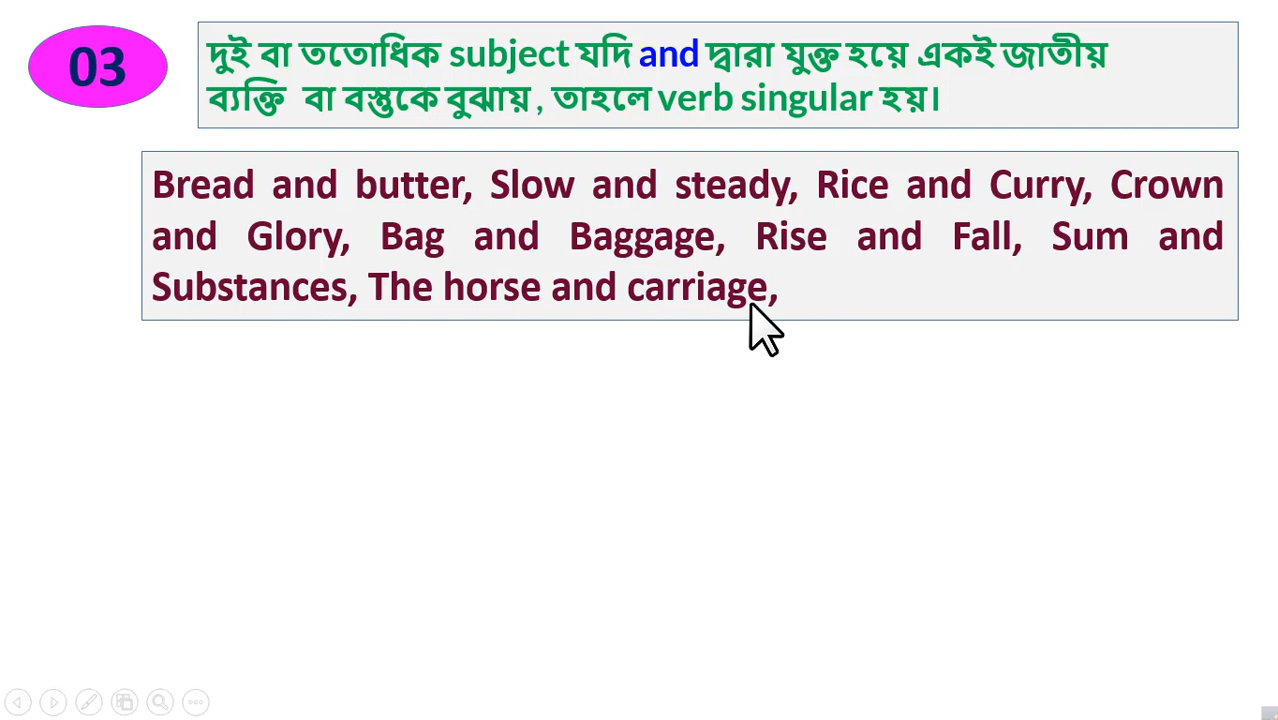 03
দুই বা ততোধিক subject যদি and দ্বারা যুক্ত হয়ে একই জাতীয়
ব্যক্তি বা বস্তুকে বুঝায়, তাহলে verb singular হয়।
Bread and butter, Slow and steady, Rice and Curry, Crown
and Glory, Bag and Baggage, Rise and Fall, Sum and
Substances, The horse and carriage,